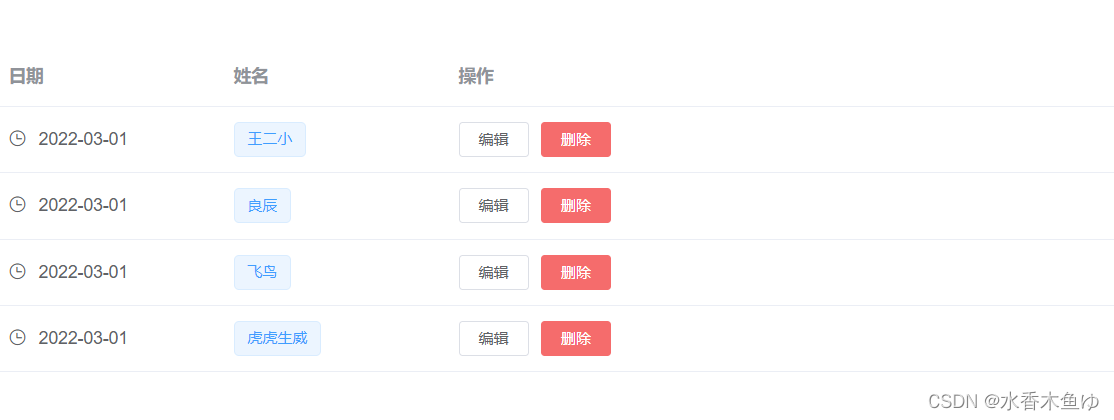 日期 姓名 操作
2022-03-01 王二小 编辑 删除
2022-03-01 良辰 编辑 删除
2022-03-01 飞鸟 编辑 删除
2022-03-01 虎虎生威 编辑 删除
CSDN @水香木鱼ゆ